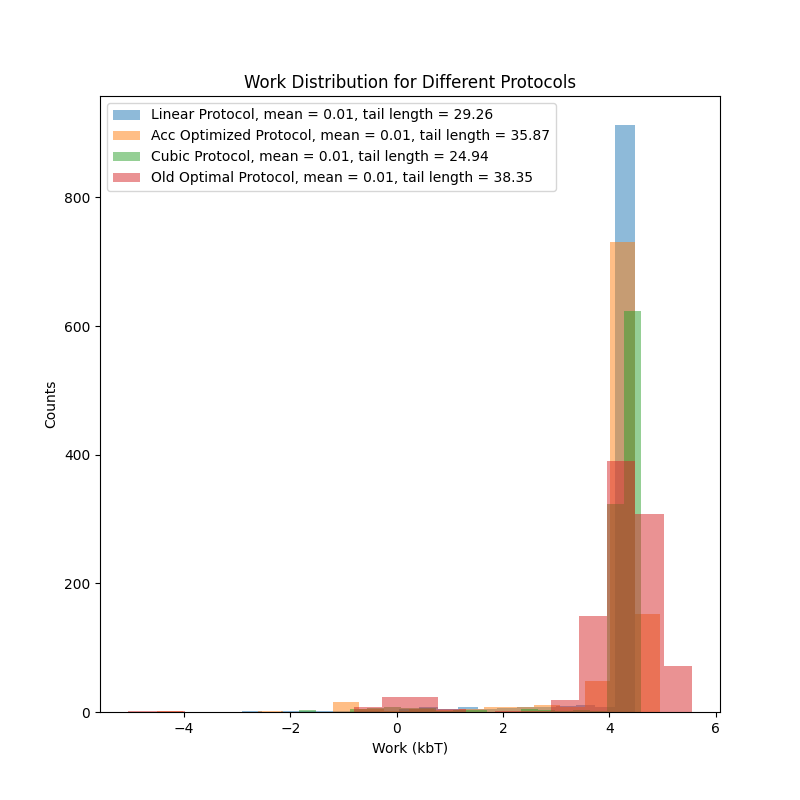 Work Distribution for Different Protocols
Linear Protocol, mean = 0.01, tail length = 29.26
Acc Optimized Protocol, mean = 0.01, tail length = 35.87
Cubic Protocol, mean = 0.01, tail length = 24.94
Old Optimal Protocol, mean = 0.01, tail length = 38.35
800
600
400
200
0
Counts
−4
−2
0
2
4
6
Work (kbT)